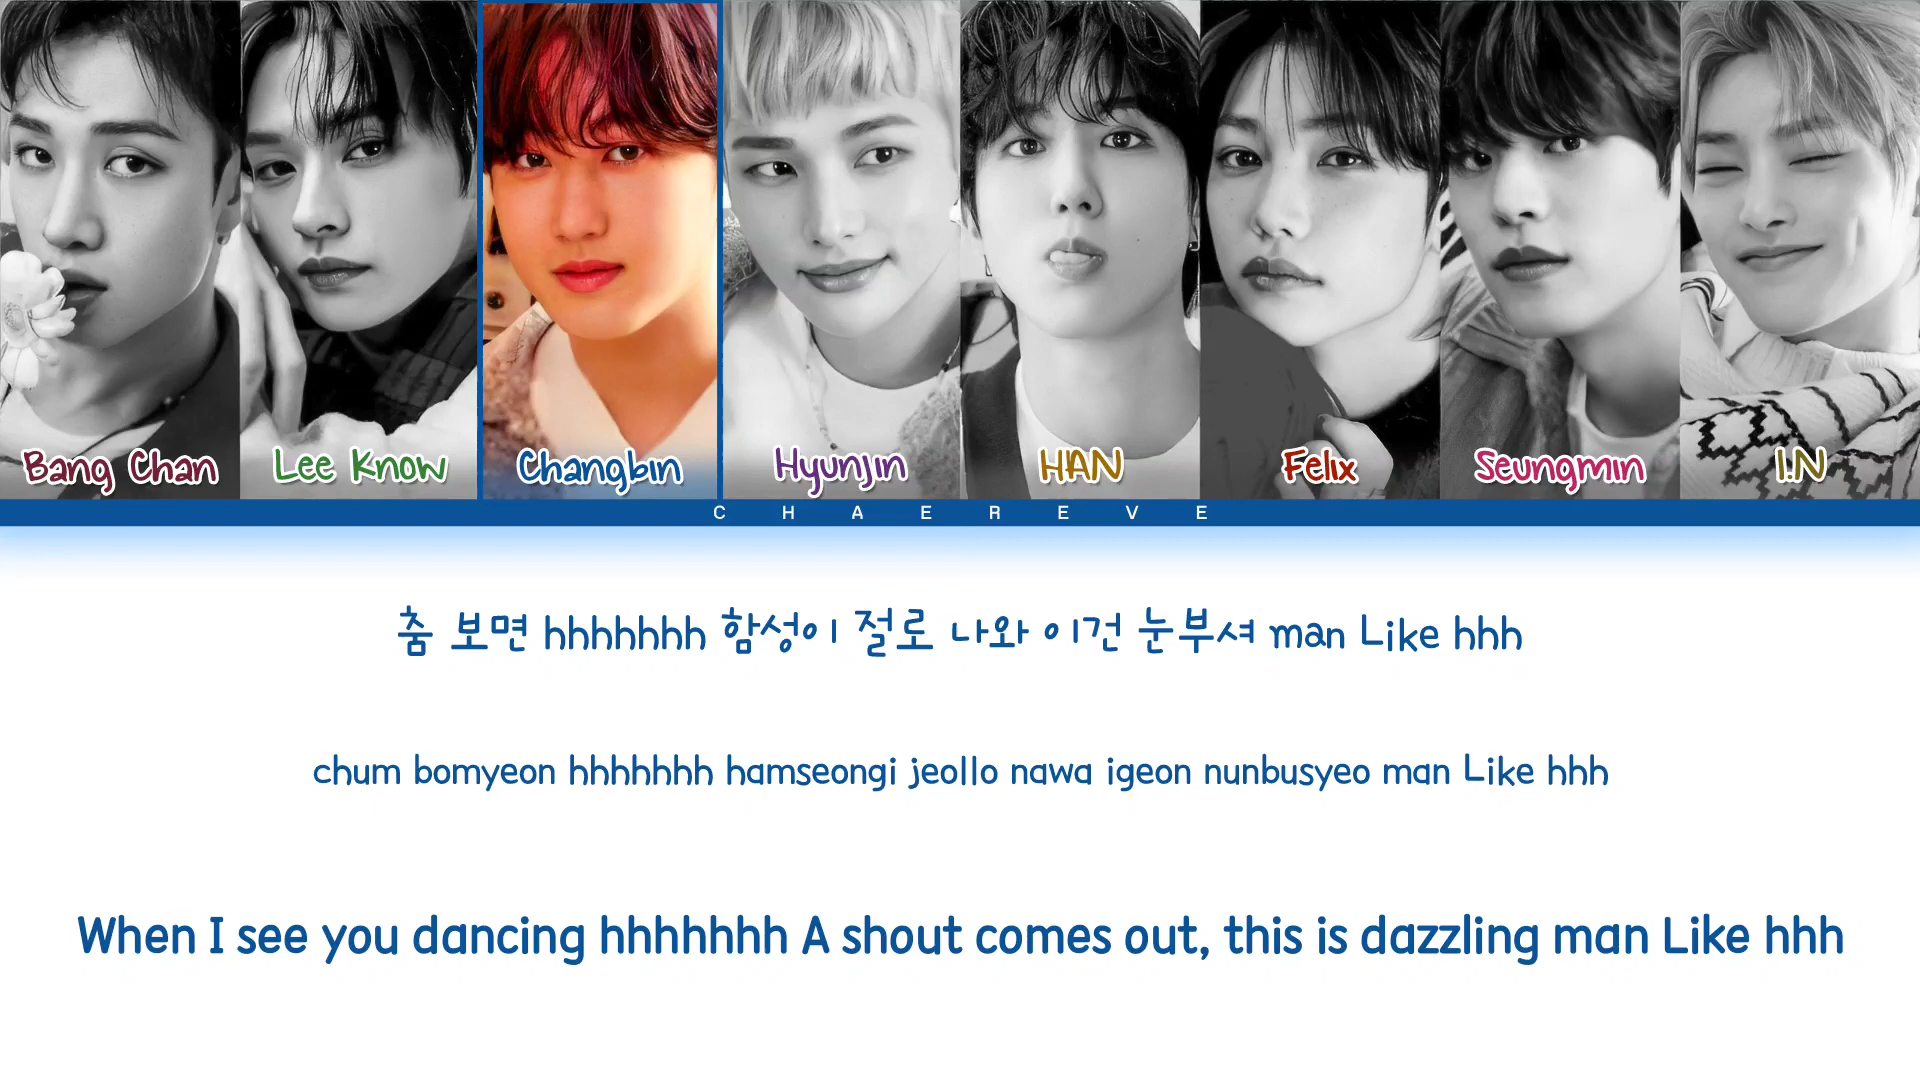 Bang Chan
Lee Know
Changbin
Hyunjin
HAN
Felix
Seungmin
I.N
CHAEREVE
춤 보면 hhhhhhh 함성이 절로 나와 이건 눈부셔 man Like hhh
chum bomyeon hhhhhhh hamseongi jeollo nawa igeon nunbusyeo man Like hhh
When I see you dancing hhhhhhh A shout comes out, this is dazzling man Like hhh